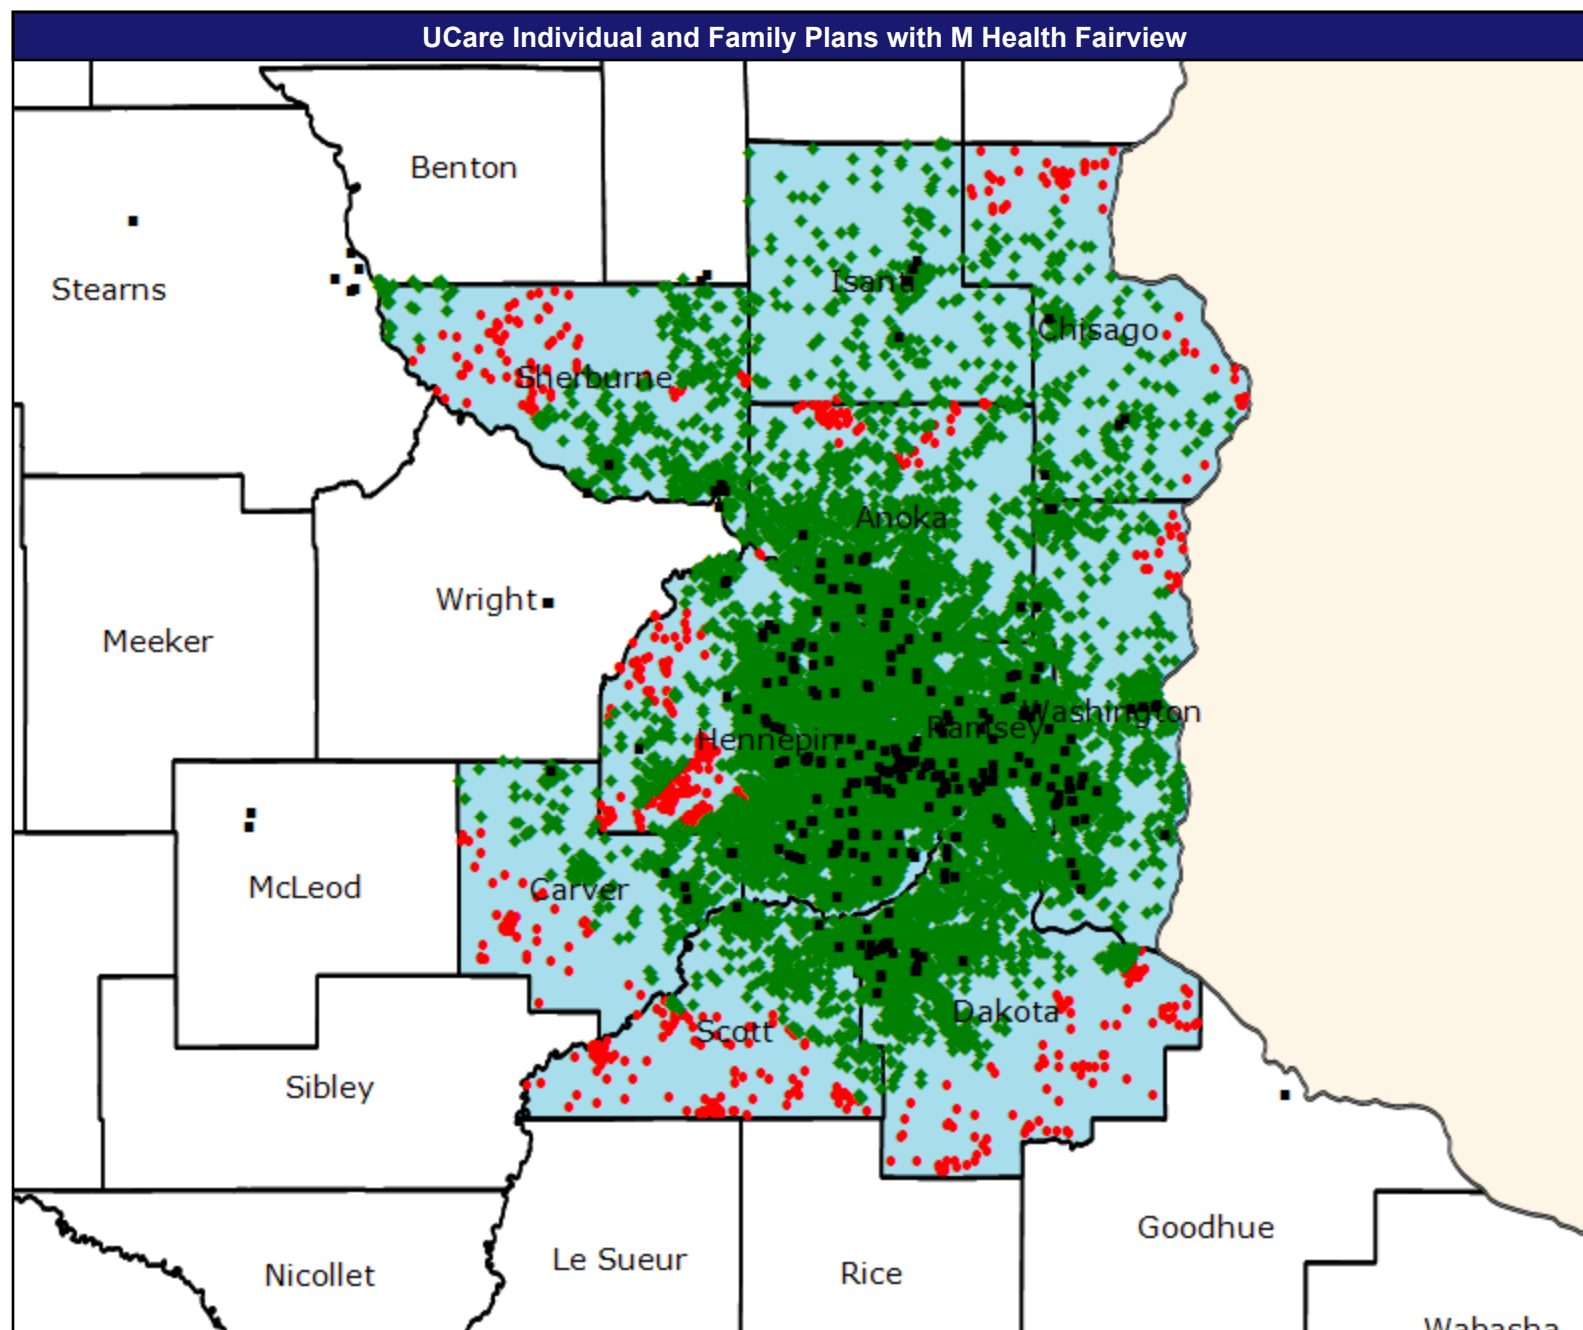 UCare Individual and Family Plans with M Health Fairview
Benton
Stearns
Isanti
Chisago
Sherburne
Anoka
Wright
Meeker
Washington
Ramsey
Hennepin
McLeod
Carver
Dakota
Scott
Sibley
Goodhue
Le Sueur
Rice
Nicollet
Wabasha